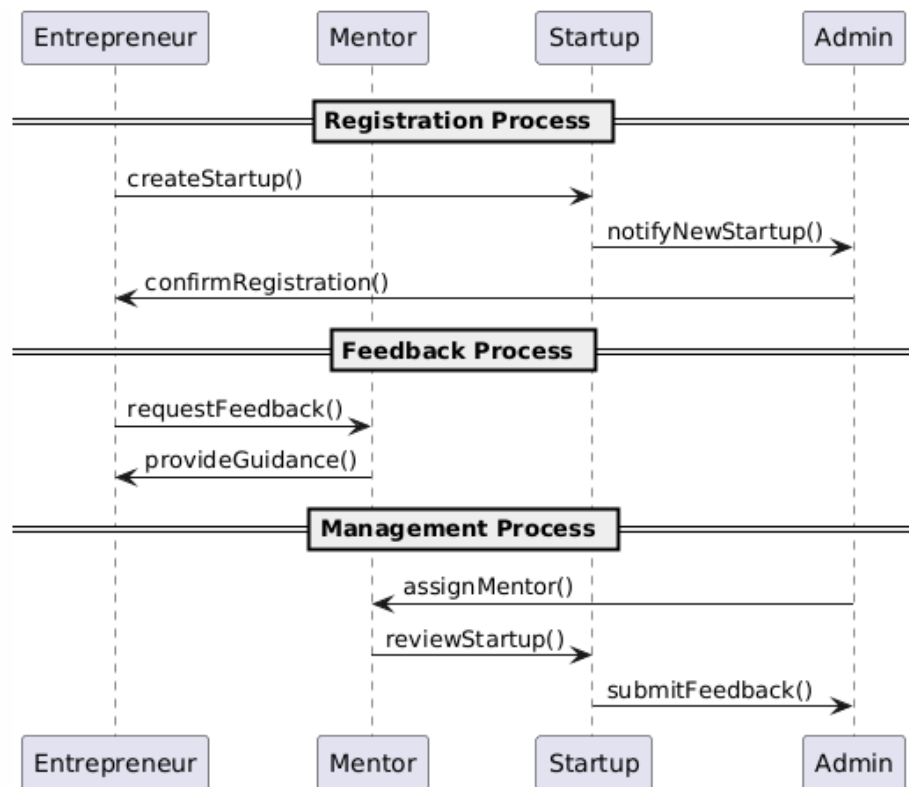 Entrepreneur Mentor Startup Admin
Registration Process
createStartup()
notifyNewStartup()
confirmRegistration()
Feedback Process
requestFeedback()
provideGuidance()
Management Process
assignMentor()
reviewStartup()
submitFeedback()
Entrepreneur Mentor Startup Admin